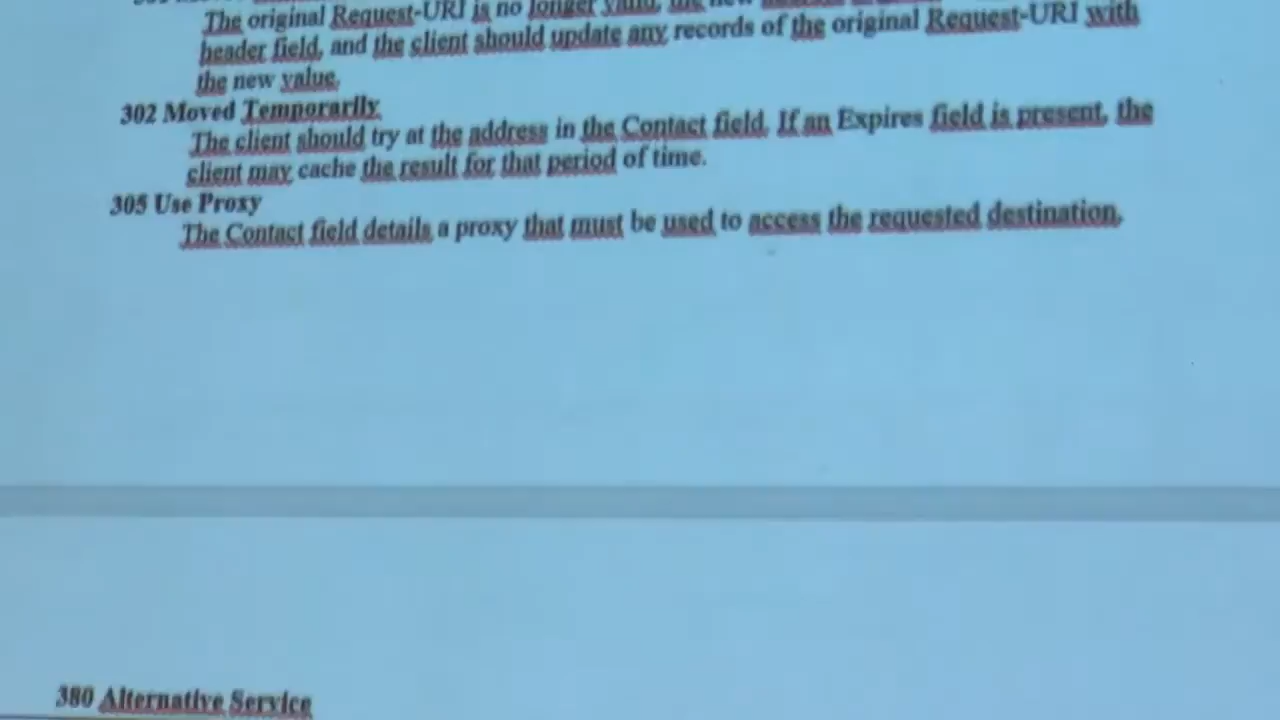 The original Request-URI is no longer valid, the new
header field, and the client should update any records of the original Request-URI with
the new value.
302 Moved Temporarily
The client should try at the address in the Contact field. If an Expires field is present, the
client may cache the result for that period of time.
305 Use Proxy
The Contact field details a proxy that must be used to access the requested destination.
380 Alternative Service